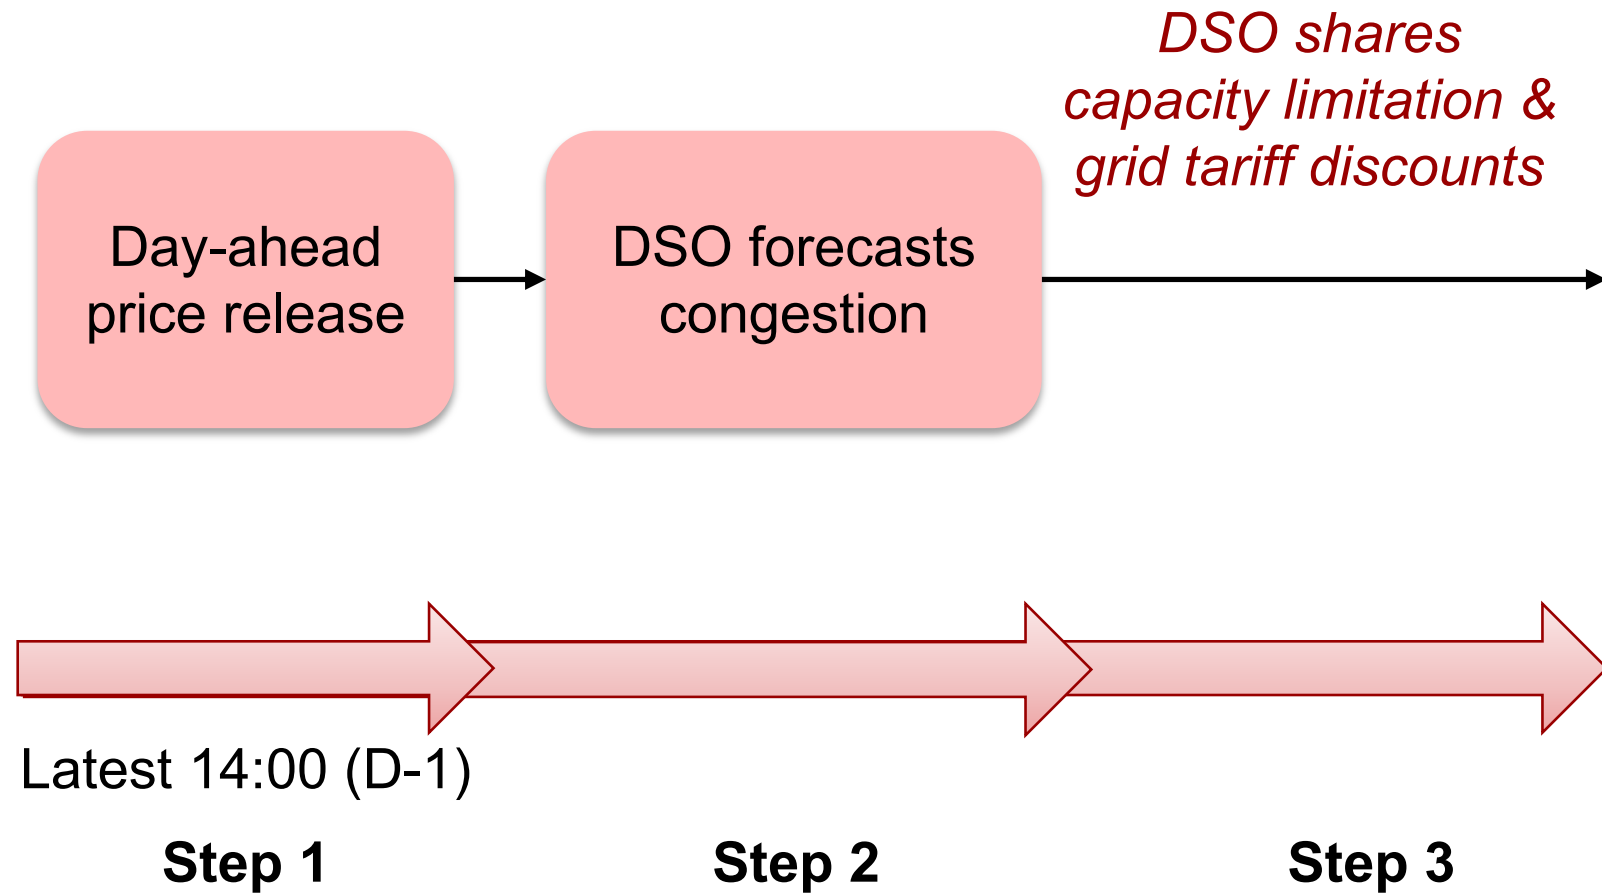 DSO shares
capacity limitation &
grid tariff discounts
Day-ahead
price release
DSO forecasts
congestion
Latest 14:00 (D-1)
Step 1
Step 2
Step 3